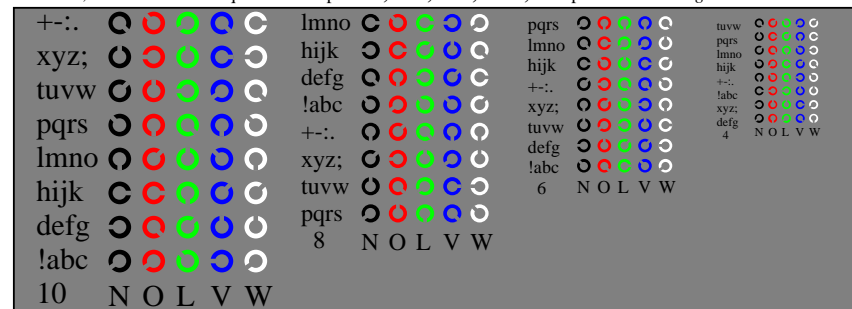 +-:.
xyz;
tuvw
pqrs
lmno
hijk
defg
!abc
10 N O L V W
lmno
hijk
defg
!abc
+-:.
xyz;
tuvw
pqrs
8 N O L V W
pqrs
lmno
hijk
+-:.
xyz;
tuvw
defg
!abc
6 N O L V W
tuvw
pqrs
lmno
hijk
+-:.
!abc
xyz;
defg
4 N O L V W